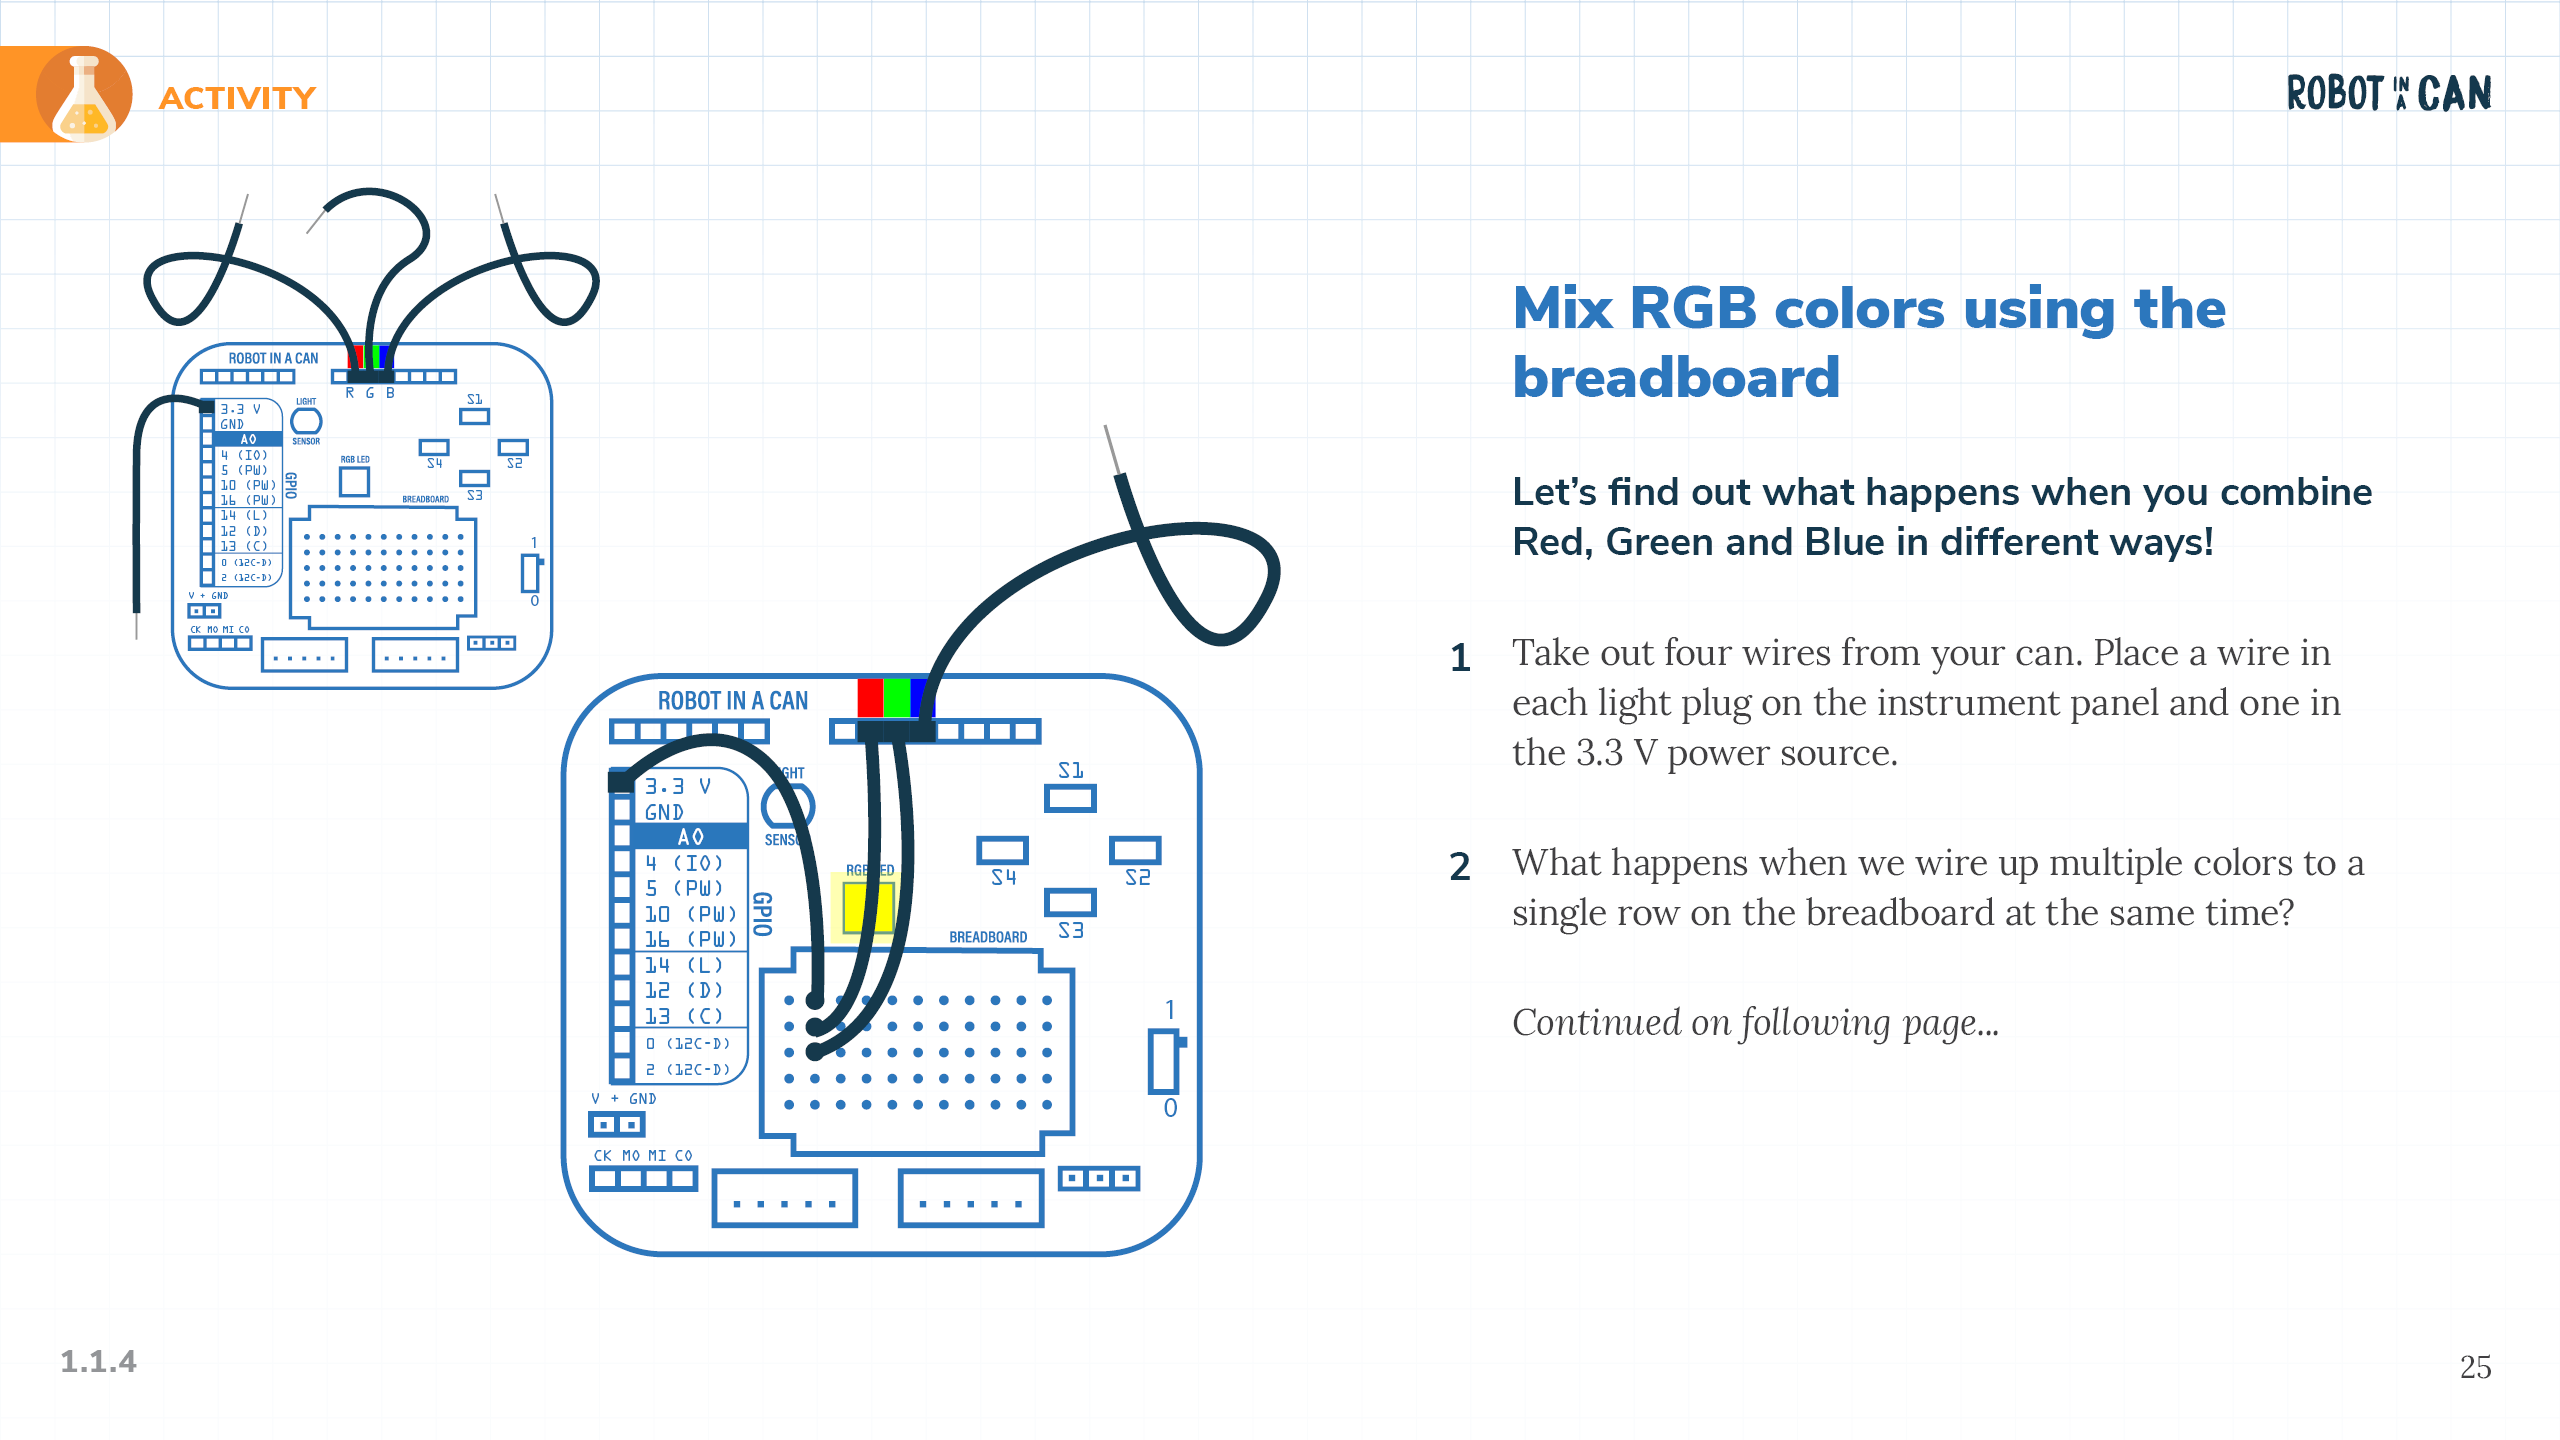 ACTIVITY
ROBOT IN A CAN
ROBOT IN A CAN
R G B
3.3 V
GND
A0
4 (IO)
5 (PW)
10 (PW)
16 (PW)
14 (L)
12 (D)
13 (C)
0 (I2C-D)
2 (I2C-D)
GPIO
LIGHT
SENSOR
RGB LED
S1
S4
S2
S3
BREADBOARD
1
0
V + GND
CK MO MI CO
ROBOT IN A CAN
3.3 V
GND
A0
4 (IO)
5 (PW)
10 (PW)
16 (PW)
14 (L)
12 (D)
13 (C)
0 (I2C-D)
2 (I2C-D)
GPIO
S1
S4
S2
S3
BREADBOARD
1
0
V + GND
CK MO MI CO
Mix RGB colors using the
breadboard
Let’s find out what happens when you combine
Red, Green and Blue in different ways!
1 Take out four wires from your can. Place a wire in
each light plug on the instrument panel and one in
the 3.3 V power source.
2 What happens when we wire up multiple colors to a
single row on the breadboard at the same time?
Continued on following page...
1.1.4
25